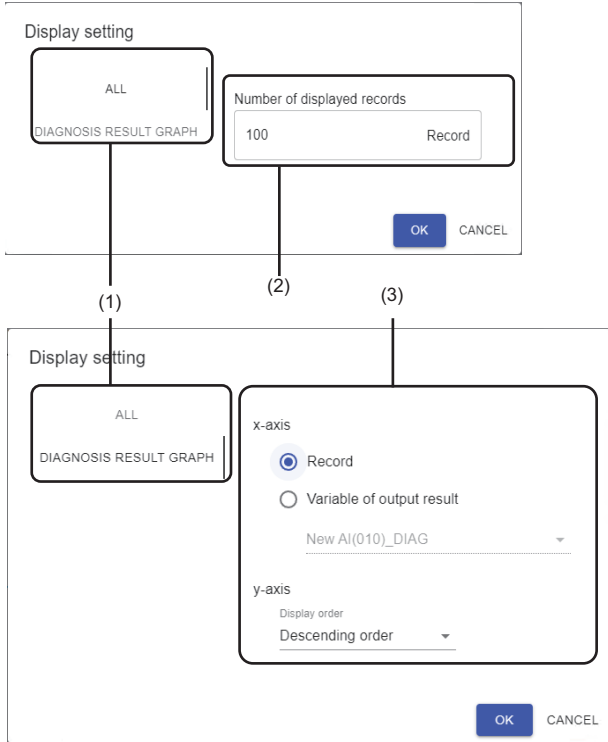 Display setting
ALL
DIAGNOSIS RESULT GRAPH
Number of displayed records
100 Record
OK CANCEL
(1)
(2)
(3)
Display setting
ALL
DIAGNOSIS RESULT GRAPH
x-axis
Record
Variable of output result
New AI(010)_DIAG
y-axis
Display order
Descending order
OK CANCEL